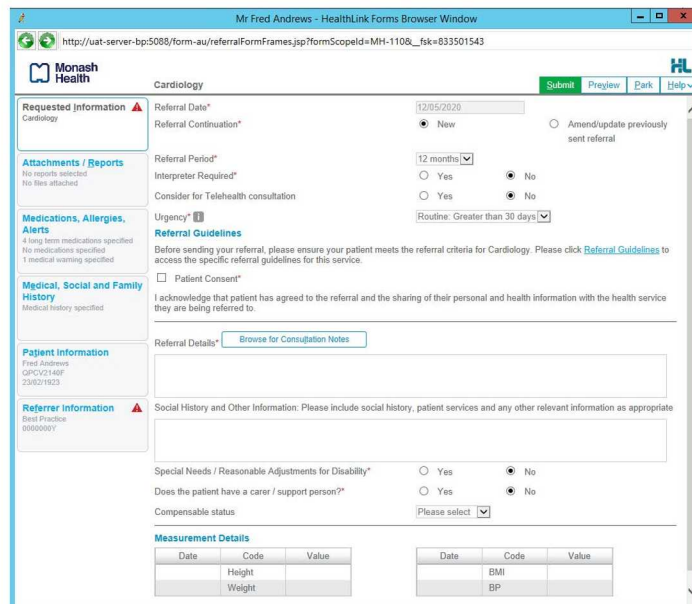 Mr Fred Andrews - HealthLink Forms Browser Window
http://uat-server-bp:5088/form-au/referralFormFrames.jsp?formScopeId=MH-110&_fsk=833501543
Monash Health
HL
Cardiology
Submit Preview Park Help
Requested Information
Cardiology
Attachments / Reports
No reports selected
No files attached
Medications, Allergies, Alerts
4 long term medications specified
No medications specified
1 medical warning specified
Medical, Social and Family History
Medical history specified
Patient Information
Fred Andrews
QPCV2140F
23/02/1923
Referrer Information
Best Practice
0000000Y
Referral Date* 12/05/2020
Referral Continuation* New Amend/update previously sent referral
Referral Period* 12 months
Interpreter Required* Yes No
Consider for Telehealth consultation Yes No
Urgency* i Routine: Greater than 30 days
Referral Guidelines
Before sending your referral, please ensure your patient meets the referral criteria for Cardiology. Please click Referral Guidelines to
access the specific referral guidelines for this service.
Patient Consent*
I acknowledge that patient has agreed to the referral and the sharing of their personal and health information with the health service
they are being referred to.
Referral Details* Browse for Consultation Notes
Social History and Other Information: Please include social history, patient services and any other relevant information as appropriate
Special Needs / Reasonable Adjustments for Disability* Yes No
Does the patient have a carer / support person?* Yes No
Compensable status Please select
Measurement Details
Date Code Value Date Code Value
Height BMI
Weight BP